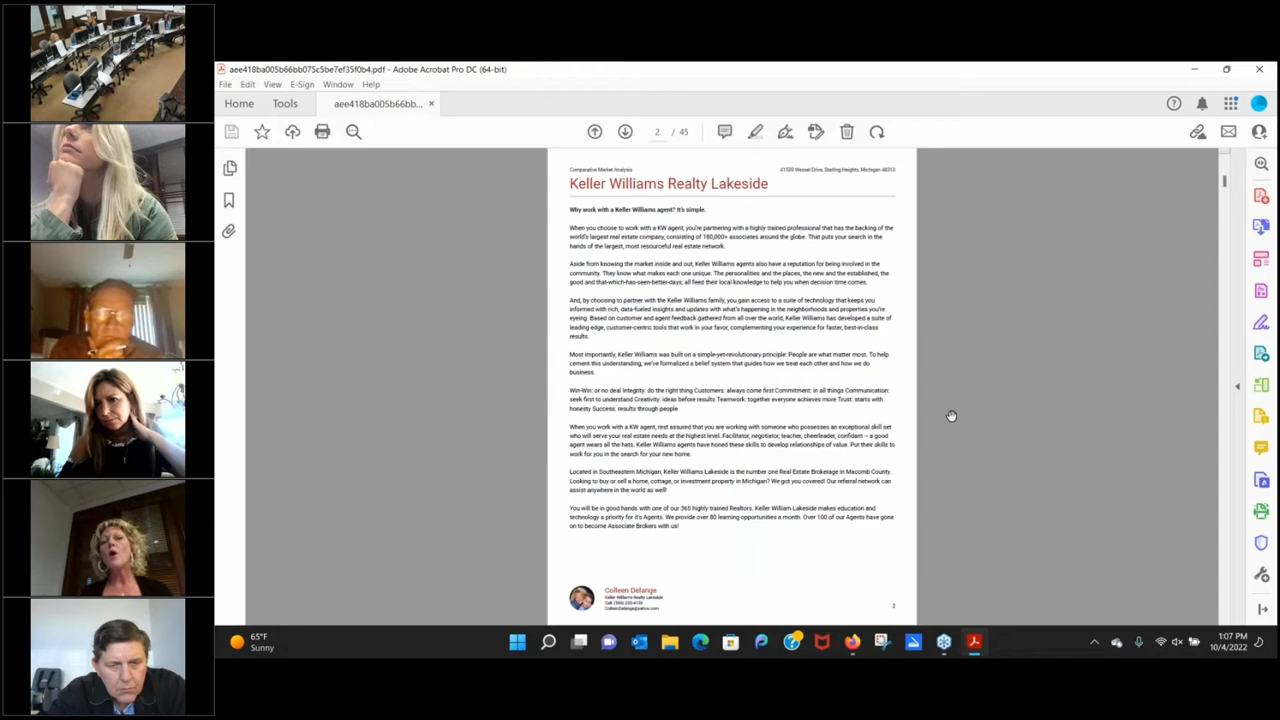 aee418ba005b66bb075c5be7ef35f0b4.pdf - Adobe Acrobat Pro DC (64-bit)
File Edit View E-Sign Window Help
Home Tools aee418ba005b66bb... ×
2 / 45
Comparative Market Analysis
41539 Wessel Drive, Sterling Heights, Michigan 48313
Keller Williams Realty Lakeside
Why work with a Keller Williams agent? It's simple.
When you choose to work with a KW agent, you're partnering with a highly trained professional that has the backing of the
world's largest real estate company, consisting of 180,000+ associates around the globe. That puts your search in the
hands of the largest, most resourceful real estate network.
Aside from knowing the market inside and out, Keller Williams agents also have a reputation for being involved in the
community. They know what makes each one unique. The personalities and the places, the new and the established, the
good and that-which-has-seen-better-days; all feed their local knowledge to help you when decision time comes.
And, by choosing to partner with the Keller Williams family, you gain access to a suite of technology that keeps you
informed with rich, data-fueled insights and updates with what's happening in the neighborhoods and properties you're
eyeing. Based on customer and agent feedback gathered from all over the world, Keller Williams has developed a suite of
leading edge, customer-centric tools that work in your favor, complementing your experience for faster, best-in-class
results.
Most importantly, Keller Williams was built on a simple-yet-revolutionary principle: People are what matter most. To help
cement this understanding, we've formalized a belief system that guides how we treat each other and how we do
business.
Win-Win: or no deal Integrity: do the right thing Customers: always come first Commitment: in all things Communication:
seek first to understand Creativity: ideas before results Teamwork: together everyone achieves more Trust: starts with
honesty Success: results through people
When you work with a KW agent, rest assured that you are working with someone who possesses an exceptional skill set
who will serve your real estate needs at the highest level. Facilitator, negotiator, teacher, cheerleader, confidant – a good
agent wears all the hats. Keller Williams agents have honed these skills to develop relationships of value. Put their skills to
work for you in the search for your new home.
Located in Southeastern Michigan, Keller Williams Lakeside is the number one Real Estate Brokerage in Macomb County.
Looking to buy or sell a home, cottage, or investment property in Michigan? We got you covered! Our referral network can
assist anywhere in the world as well!
You will be in good hands with one of our 365 highly trained Realtors. Keller William Lakeside makes education and
technology a priority for it's Agents. We provide over 80 learning opportunities a month. Over 100 of our Agents have gone
on to become Associate Brokers with us!
Colleen Delange
Keller Williams Realty Lakeside
ColleenDelange@yahoo.com
2
65°F
Sunny
1:07 PM
10/4/2022